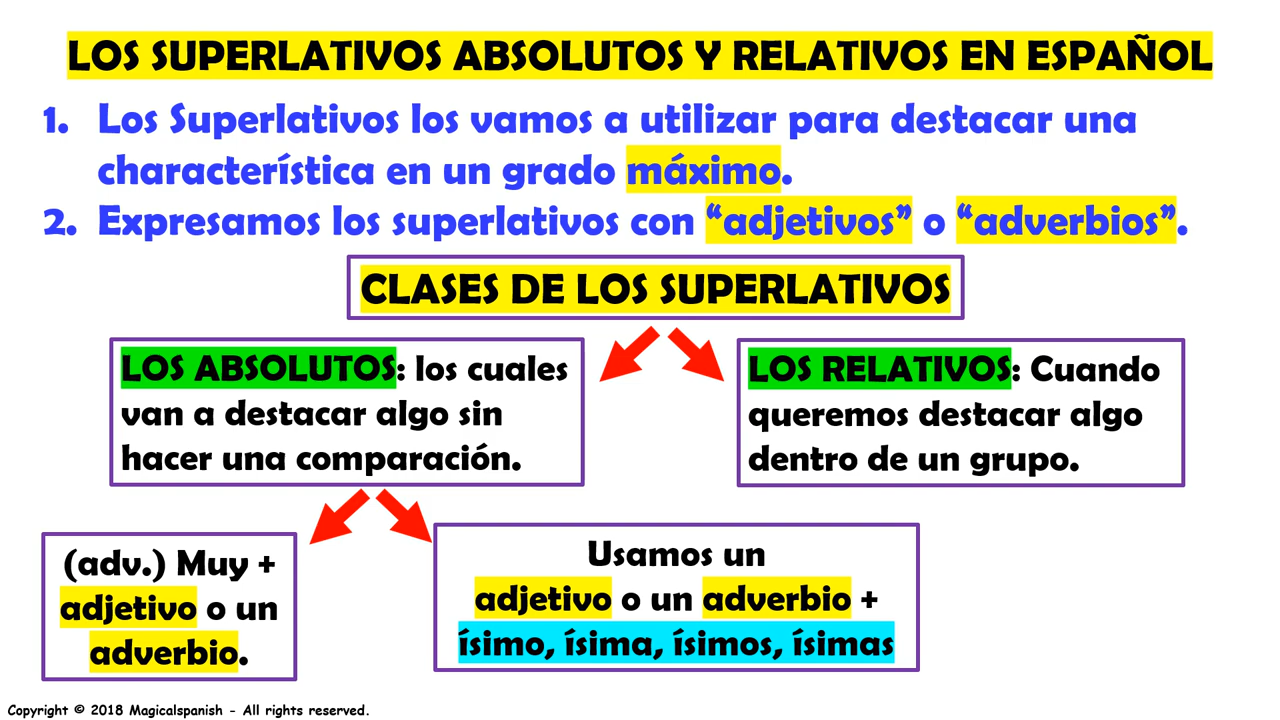 LOS SUPERLATIVOS ABSOLUTOS Y RELATIVOS EN ESPAÑOL
1. Los Superlativos los vamos a utilizar para destacar una
característica en un grado máximo.
2. Expresamos los superlativos con “adjetivos” o “adverbios”.
CLASES DE LOS SUPERLATIVOS
LOS ABSOLUTOS: los cuales
van a destacar algo sin
hacer una comparación.
LOS RELATIVOS: Cuando
queremos destacar algo
dentro de un grupo.
(adv.) Muy +
adjetivo o un
adverbio.
Usamos un
adjetivo o un adverbio +
ísimo, ísima, ísimos, ísimas
Copyright © 2018 Magicalspanish - All rights reserved.